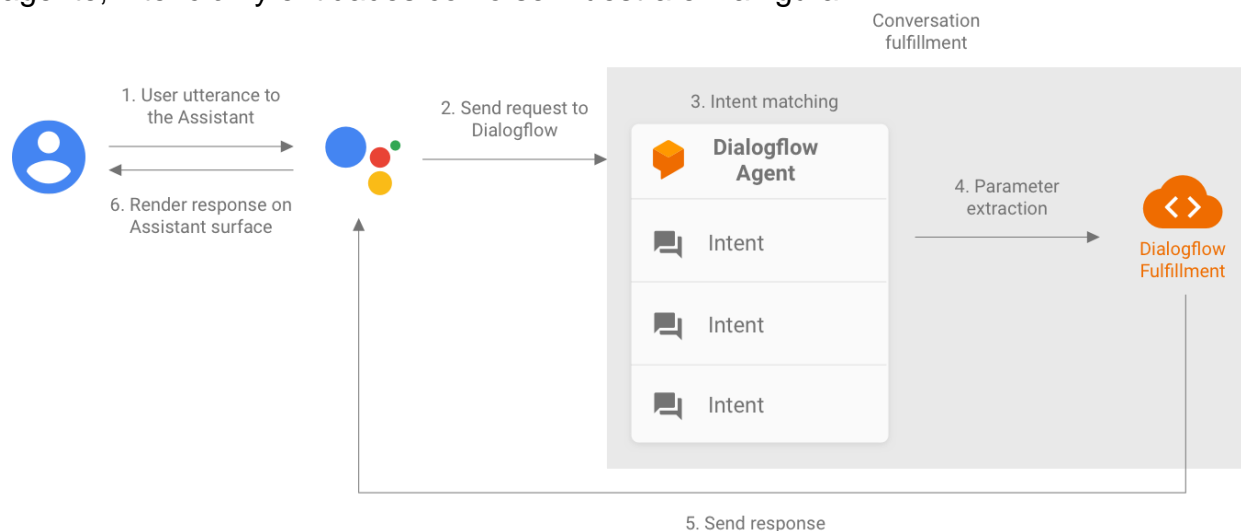 Conversation
fulfillment
1. User utterance to
the Assistant
2. Send request to
Dialogflow
3. Intent matching
Dialogflow
Agent
4. Parameter
extraction
6. Render response on
Assistant surface
Intent
Dialogflow
Fulfillment
Intent
Intent
5. Send response